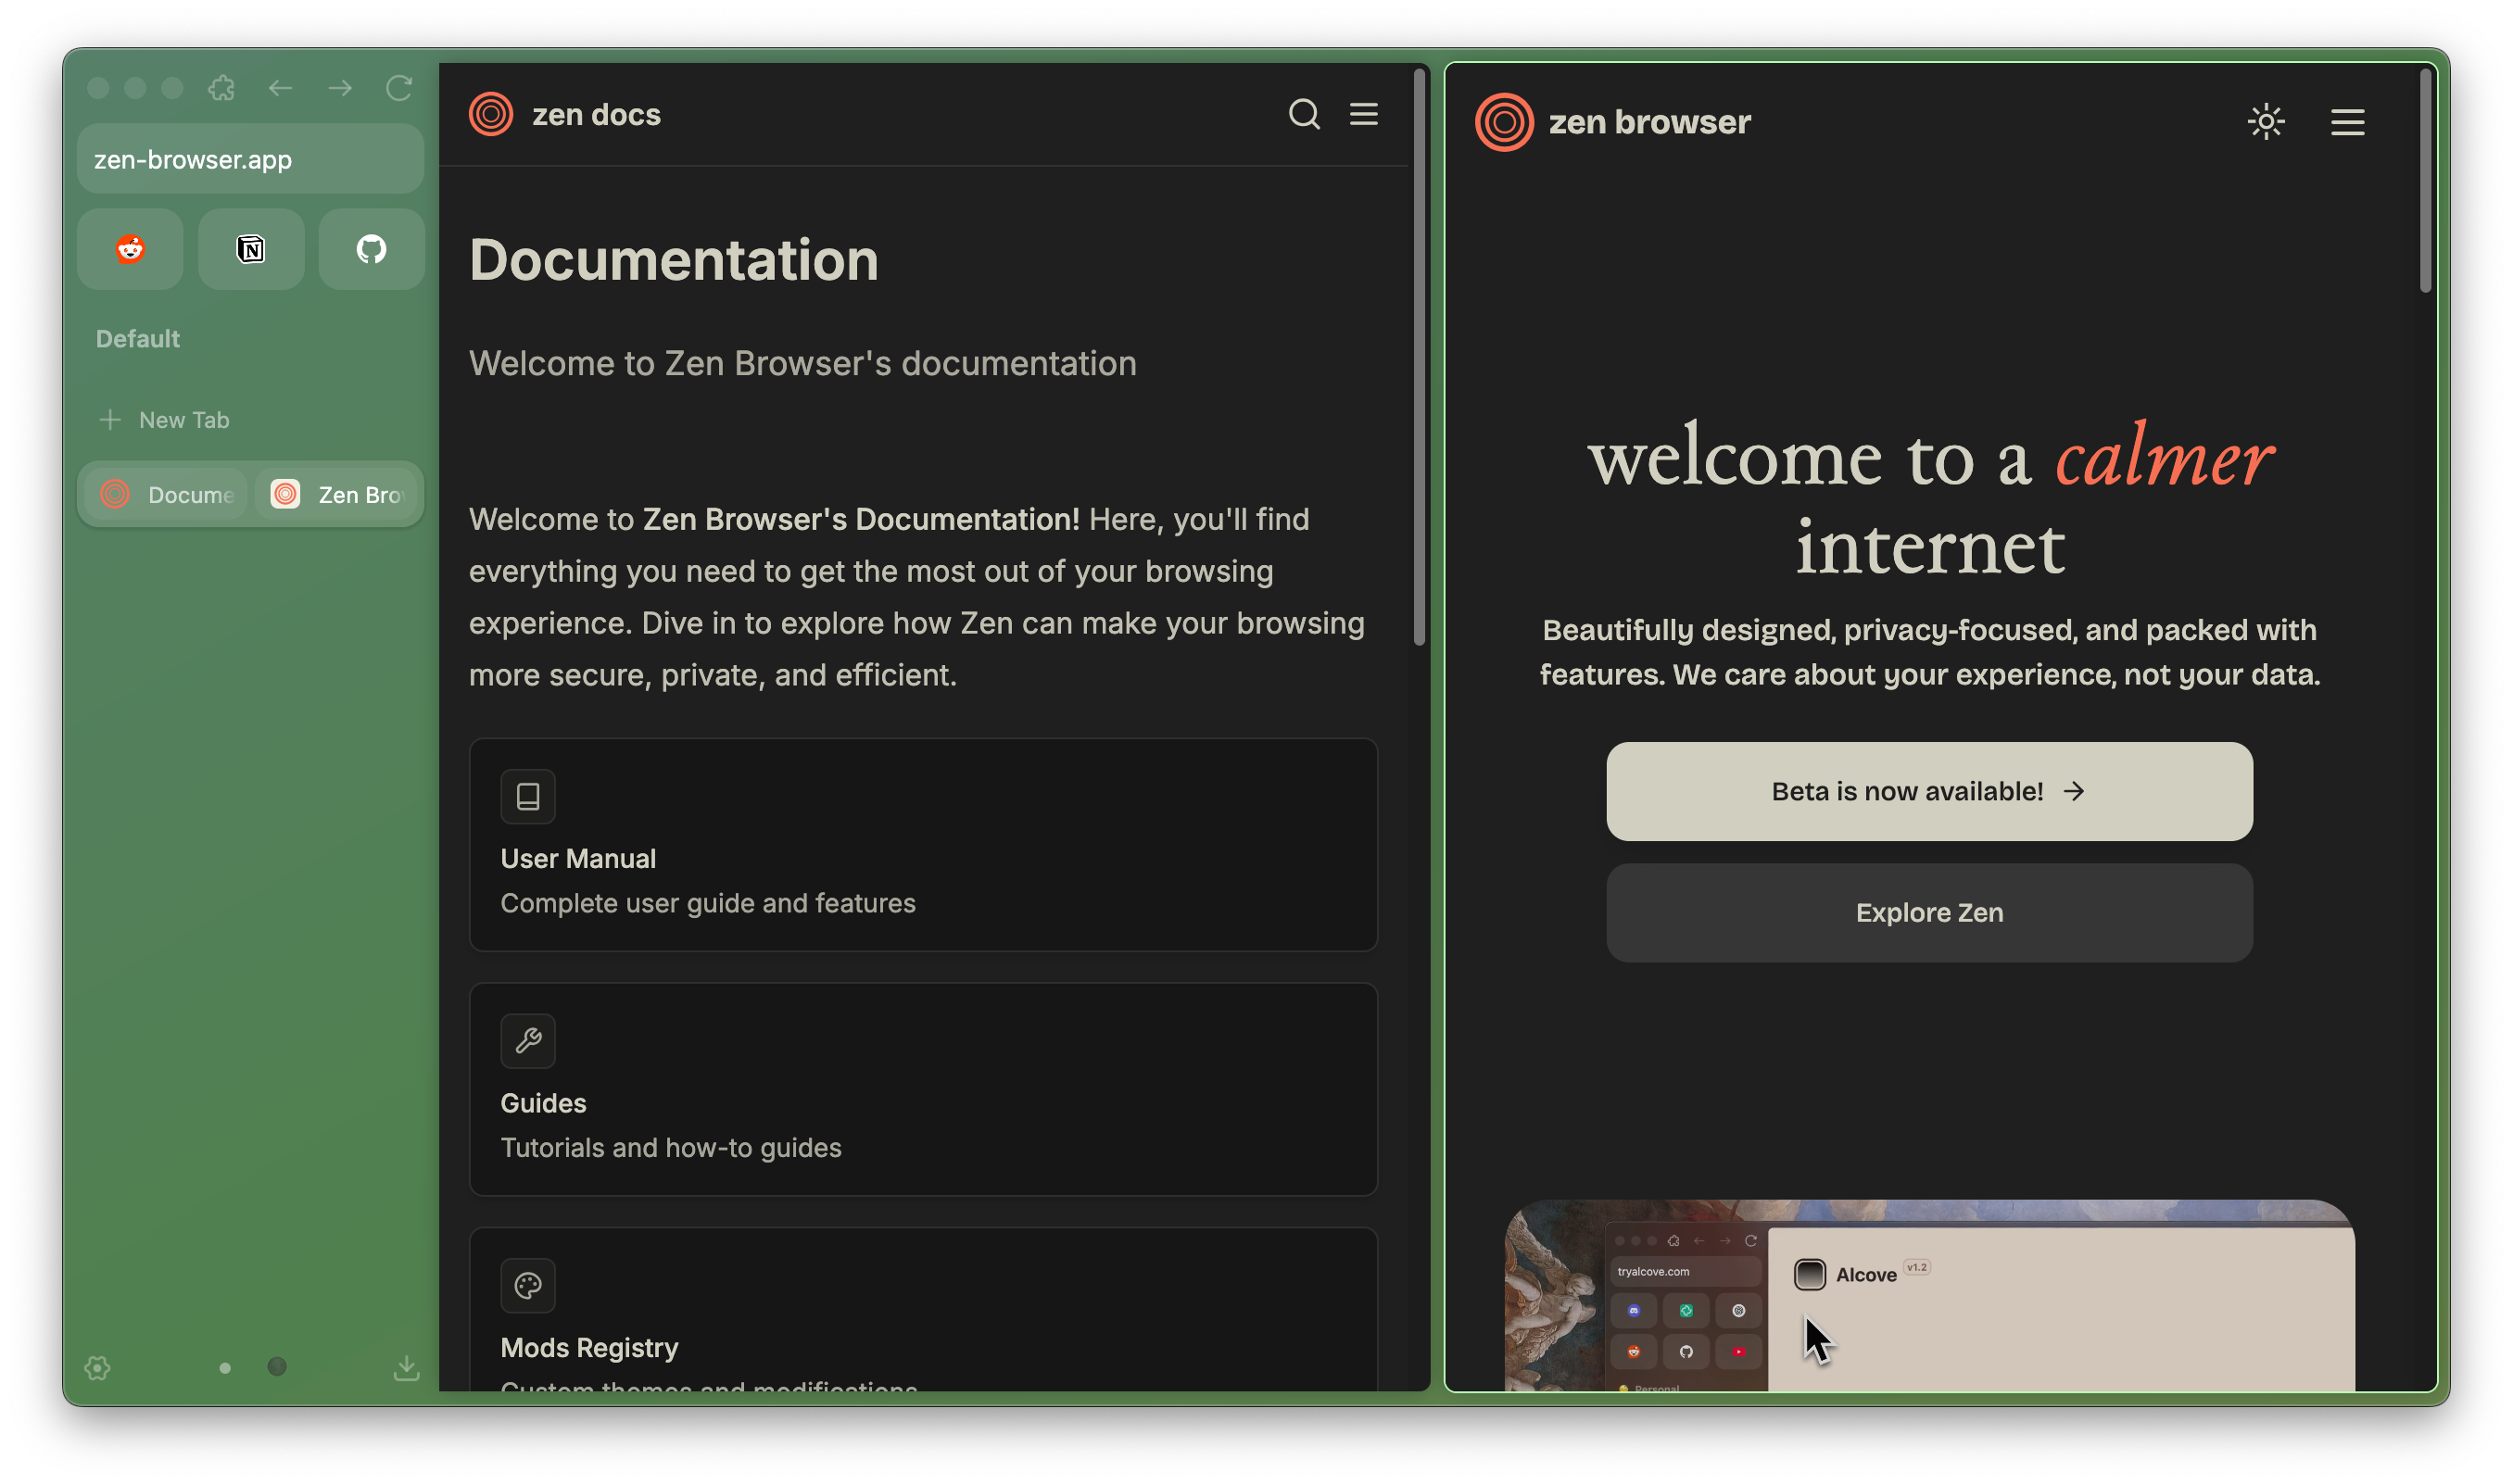 zen-browser.app
Default
New Tab
Docume
Zen Bro
zen docs
Documentation
Welcome to Zen Browser's documentation
Welcome to Zen Browser's Documentation! Here, you'll find
everything you need to get the most out of your browsing
experience. Dive in to explore how Zen can make your browsing
more secure, private, and efficient.
User Manual
Complete user guide and features
Guides
Tutorials and how-to guides
Mods Registry
Custom themes and modifications
zen browser
welcome to a calmer
internet
Beautifully designed, privacy-focused, and packed with
features. We care about your experience, not your data.
Beta is now available!
Explore Zen
tryalcove.com
Personal
Alcove v1.2